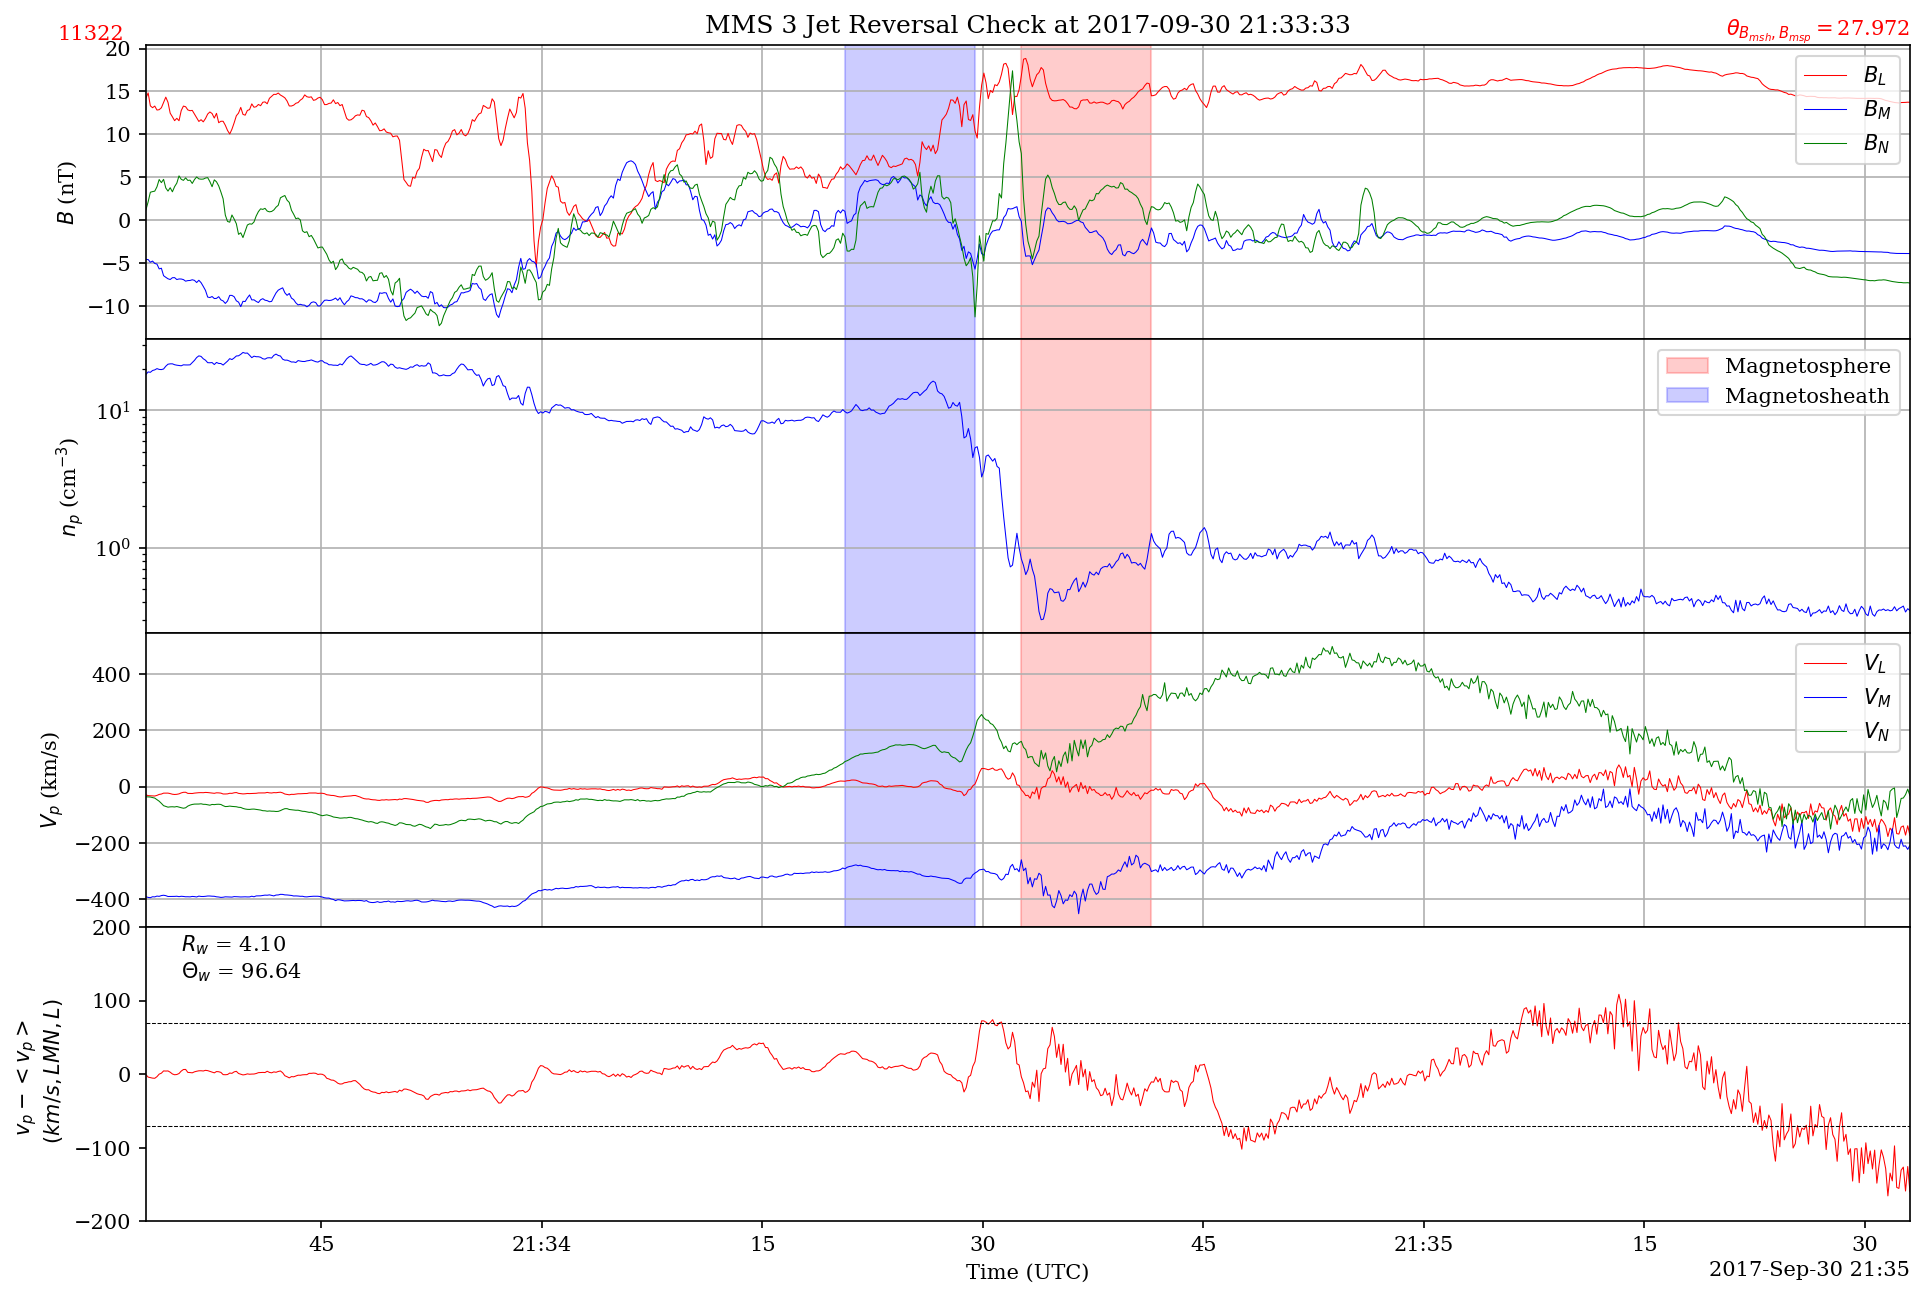 MMS 3 Jet Reversal Check at 2017-09-30 21:33:33
11322
θ_{B_{msh}, B_{msp}} = 27.972
20
15
10
5
0
−5
−10
B (nT)
B_L
B_M
B_N
10^1
10^0
n_p (cm^{−3})
Magnetosphere
Magnetosheath
400
200
0
−200
−400
V_p (km/s)
V_L
V_M
V_N
200
100
0
−100
−200
v_p − <v_p>
(km/s, LMN, L)
R_w = 4.10
Θ_w = 96.64
45
21:34
15
30
45
21:35
15
30
Time (UTC)
2017-Sep-30 21:35